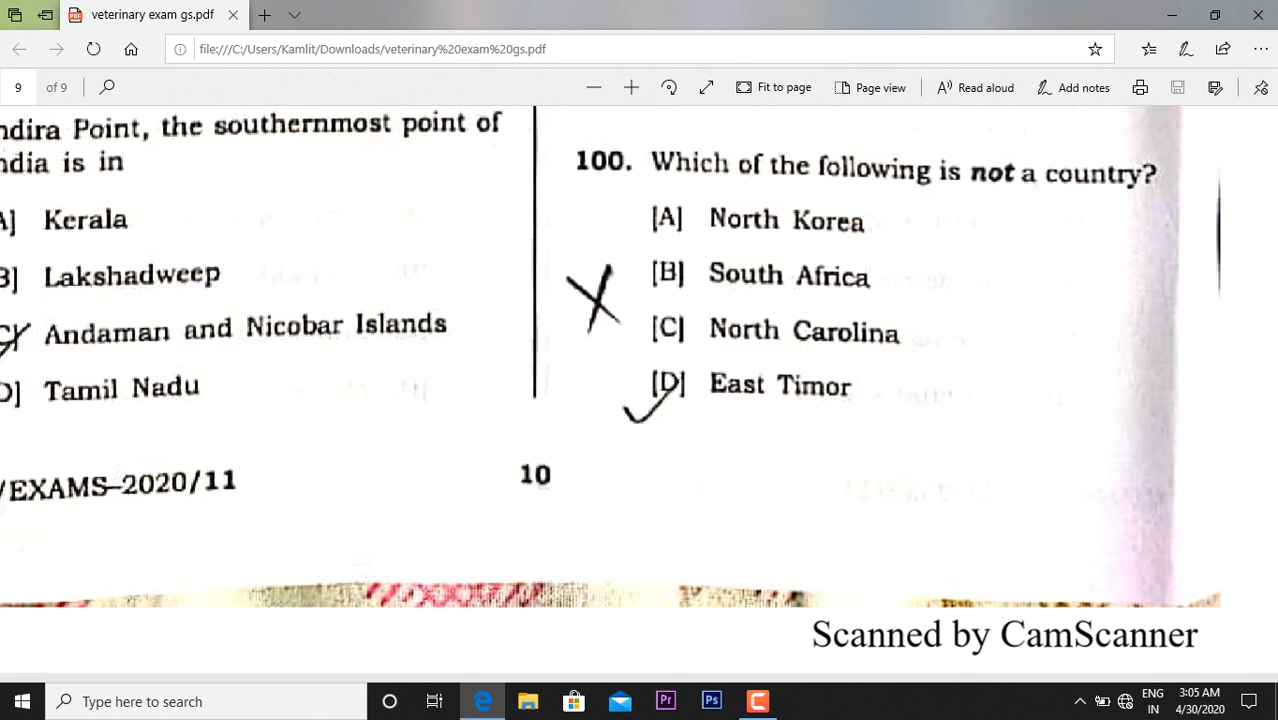 veterinary exam gs.pdf
file:///C:/Users/Kamlit/Downloads/veterinary%20exam%20gs.pdf
9 of 9
Fit to page
Page view
Read aloud
Add notes
ndira Point, the southernmost point of
ndia is in
A] Kerala
B] Lakshadweep
C] Andaman and Nicobar Islands
D] Tamil Nadu
100. Which of the following is not a country?
[A] North Korea
[B] South Africa
[C] North Carolina
[D] East Timor
/EXAMS–2020/11
10
Scanned by CamScanner
Type here to search
ENG
IN
3:05 AM
4/30/2020